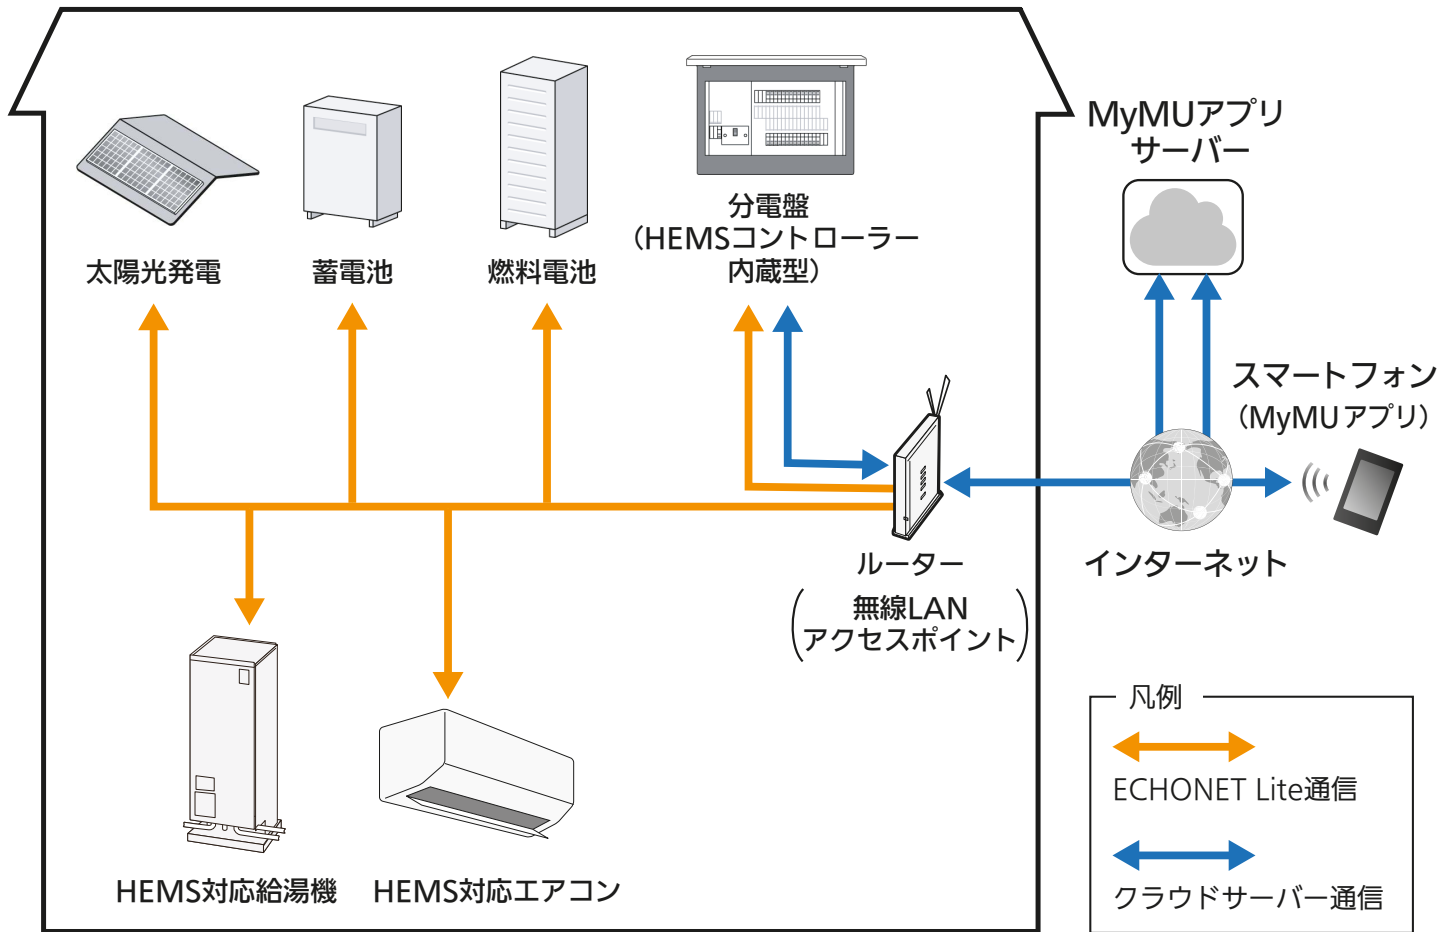 太陽光発電
蓄電池
燃料電池
分電盤
（HEMSコントローラー
内蔵型）
MyMUアプリ
サーバー
スマートフォン
（MyMUアプリ）
インターネット
ルーター
（無線LAN
アクセスポイント）
HEMS対応給湯機
HEMS対応エアコン
凡例
ECHONET Lite通信
クラウドサーバー通信